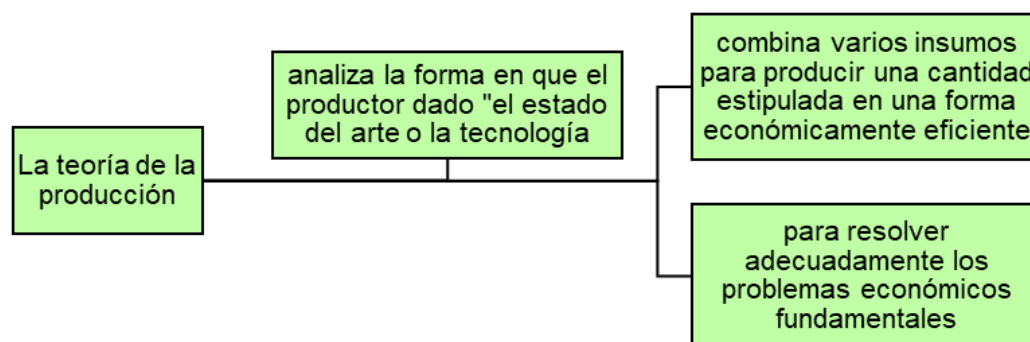 La teoría de la
producción
analiza la forma en que el
productor dado "el estado
del arte o la tecnología
combina varios insumos
para producir una cantidad
estipulada en una forma
económicamente eficiente
para resolver
adecuadamente los
problemas económicos
fundamentales